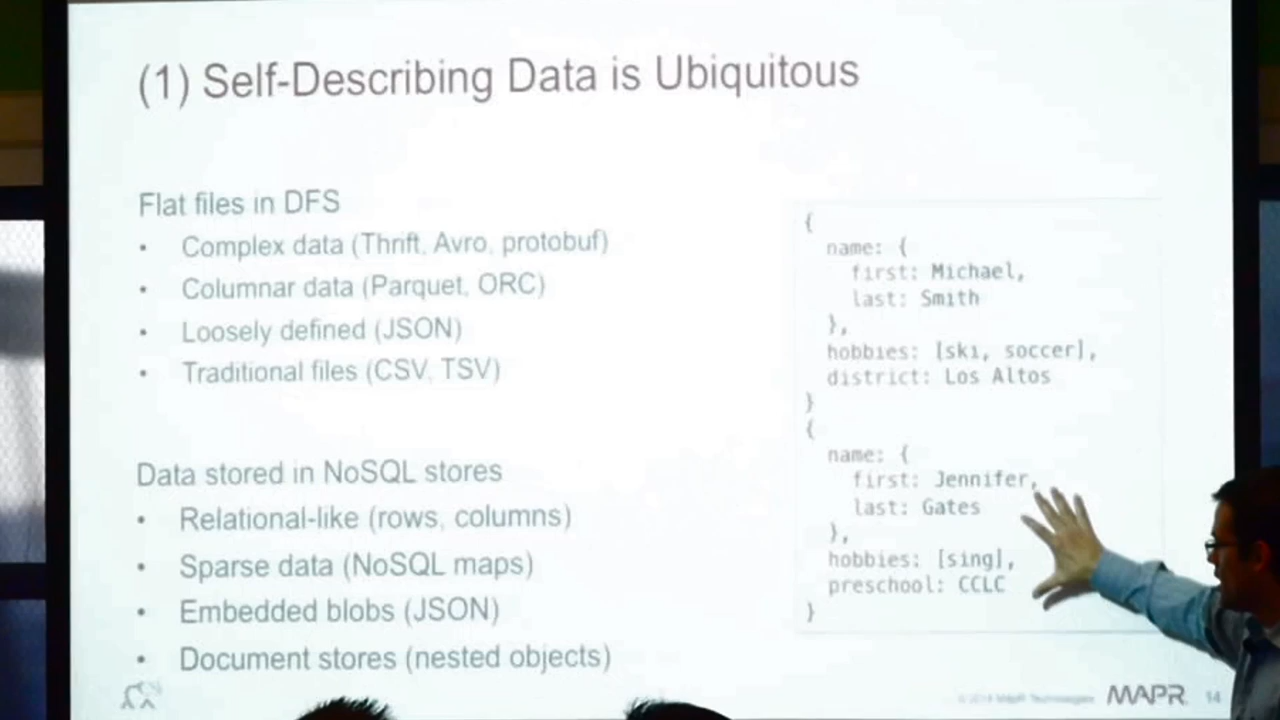 (1) Self-Describing Data is Ubiquitous
Flat files in DFS
• Complex data (Thrift, Avro, protobuf)
• Columnar data (Parquet, ORC)
• Loosely defined (JSON)
• Traditional files (CSV, TSV)
Data stored in NoSQL stores
• Relational-like (rows, columns)
• Sparse data (NoSQL maps)
• Embedded blobs (JSON)
• Document stores (nested objects)
{
name: {
first: Michael,
last: Smith
},
hobbies: [ski, soccer],
district: Los Altos
}
{
name: {
first: Jennifer,
last: Gates
},
hobbies: [sing],
preschool: CCLC
}
MAPR
14